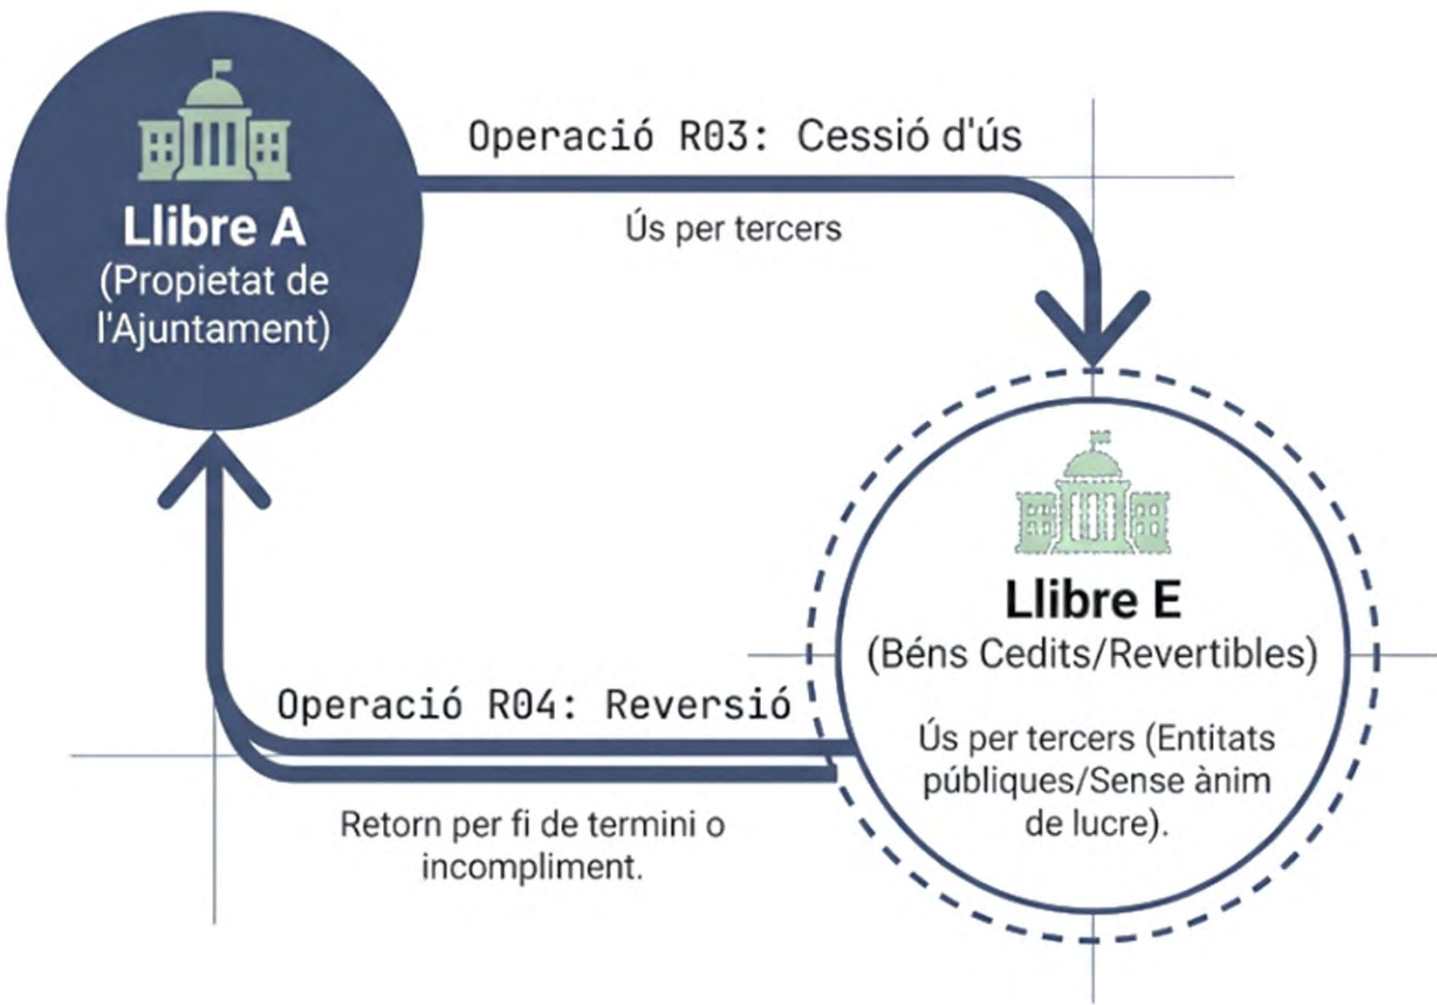 Operació R03: Cessió d'ús
Ús per tercers
Llibre A
(Propietat de
l'Ajuntament)
Llibre E
(Béns Cedits/Revertibles)
Ús per tercers (Entitats
públiques/Sense ànim
de lucre).
Operació R04: Reversió
Retorn per fi de termini o
incompliment.